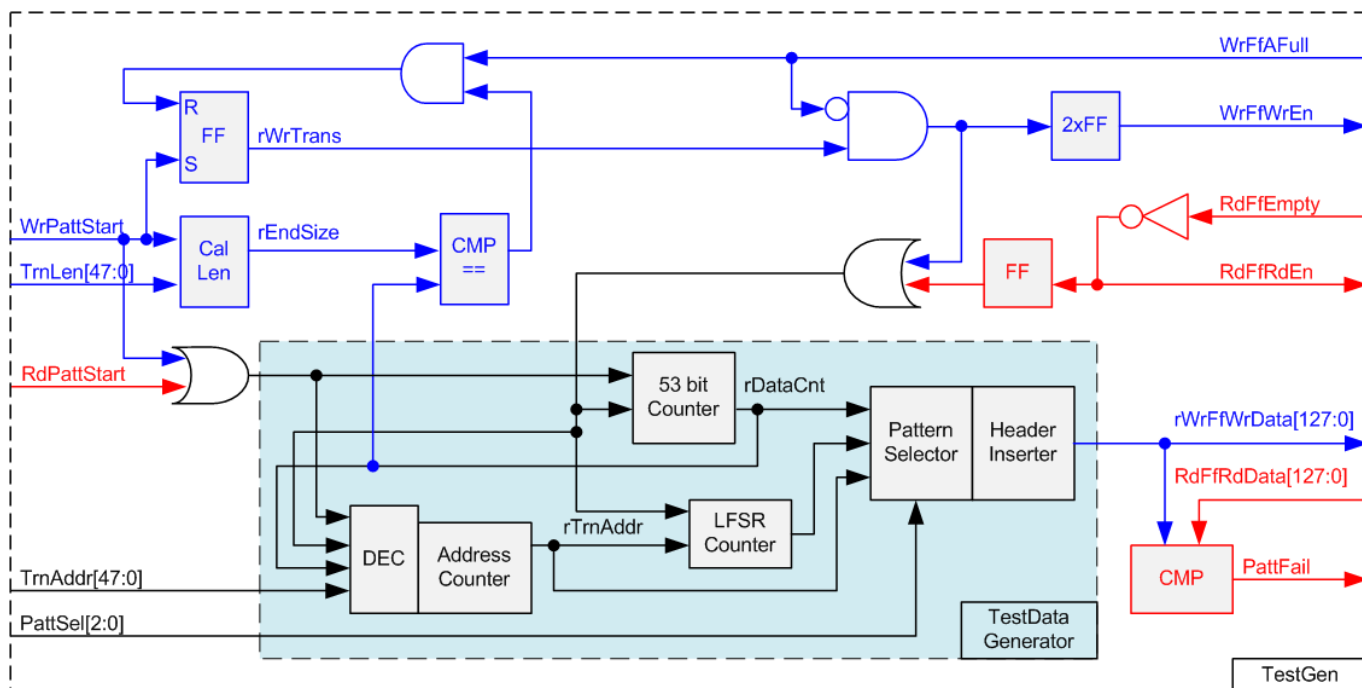 WrFfAFull
R
FF
S
rWrTrans
2xFF
WrFfWrEn
WrPattStart
TrnLen[47:0]
Cal
Len
rEndSize
CMP
==
RdFfEmpty
FF
RdFfRdEn
RdPattStart
53 bit
Counter
rDataCnt
Pattern
Selector
Header
Inserter
rWrFfWrData[127:0]
RdFfRdData[127:0]
DEC
Address
Counter
rTrnAddr
LFSR
Counter
CMP
PattFail
TrnAddr[47:0]
PattSel[2:0]
TestData
Generator
TestGen